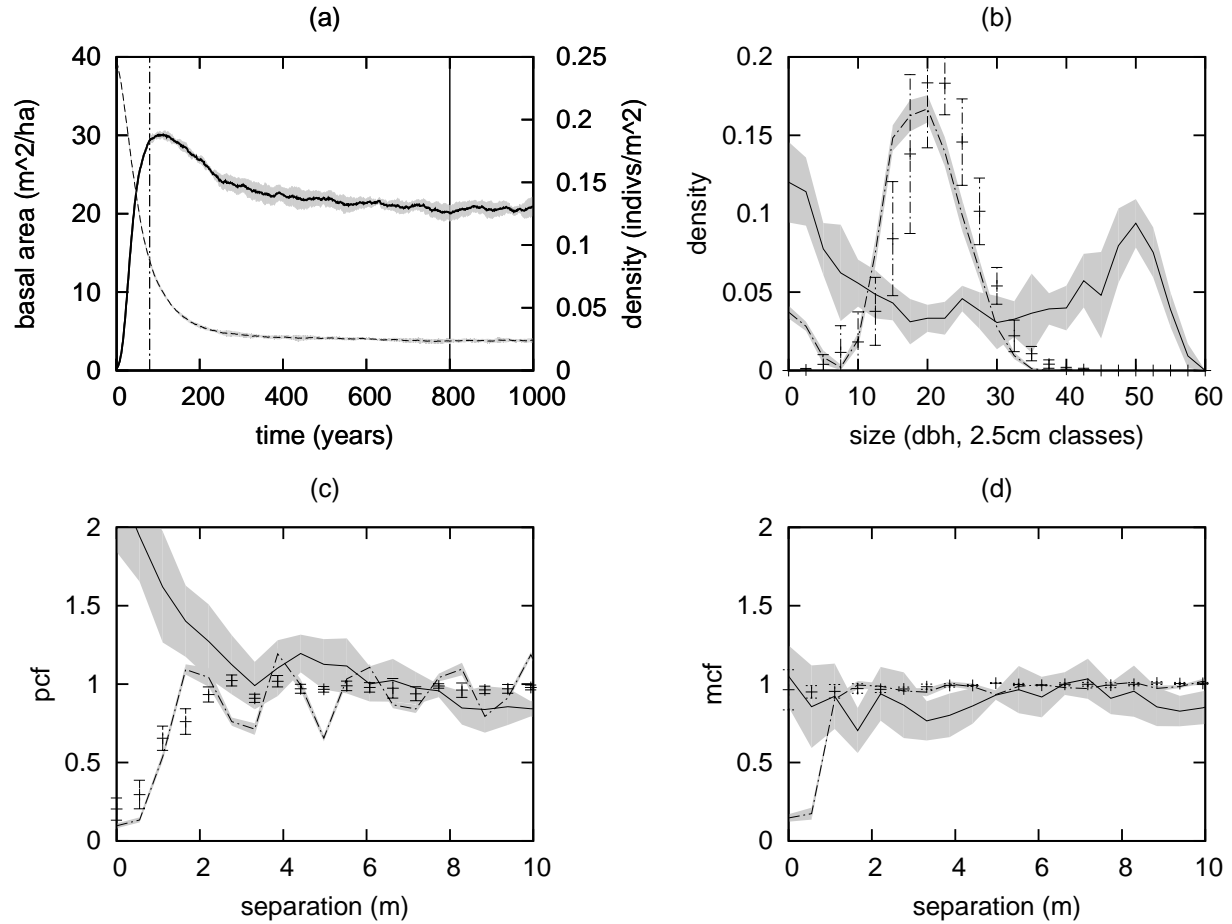 (a)
basal area (m^2/ha)
40
30
20
10
0
0.25
0.2
0.15
0.1
0.05
0
density (indivs/m^2)
0 200 400 600 800 1000
time (years)
(b)
density
0.2
0.15
0.1
0.05
0
0 10 20 30 40 50 60
size (dbh, 2.5cm classes)
(c)
pcf
2
1.5
1
0.5
0
0 2 4 6 8 10
separation (m)
(d)
mcf
2
1.5
1
0.5
0
0 2 4 6 8 10
separation (m)